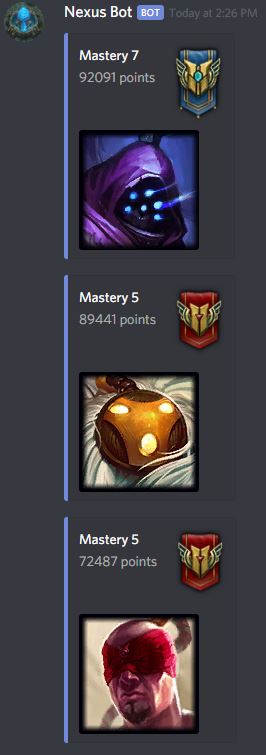 Nexus Bot BOT Today at 2:26 PM
Mastery 7
92091 points
Mastery 5
89441 points
Mastery 5
72487 points